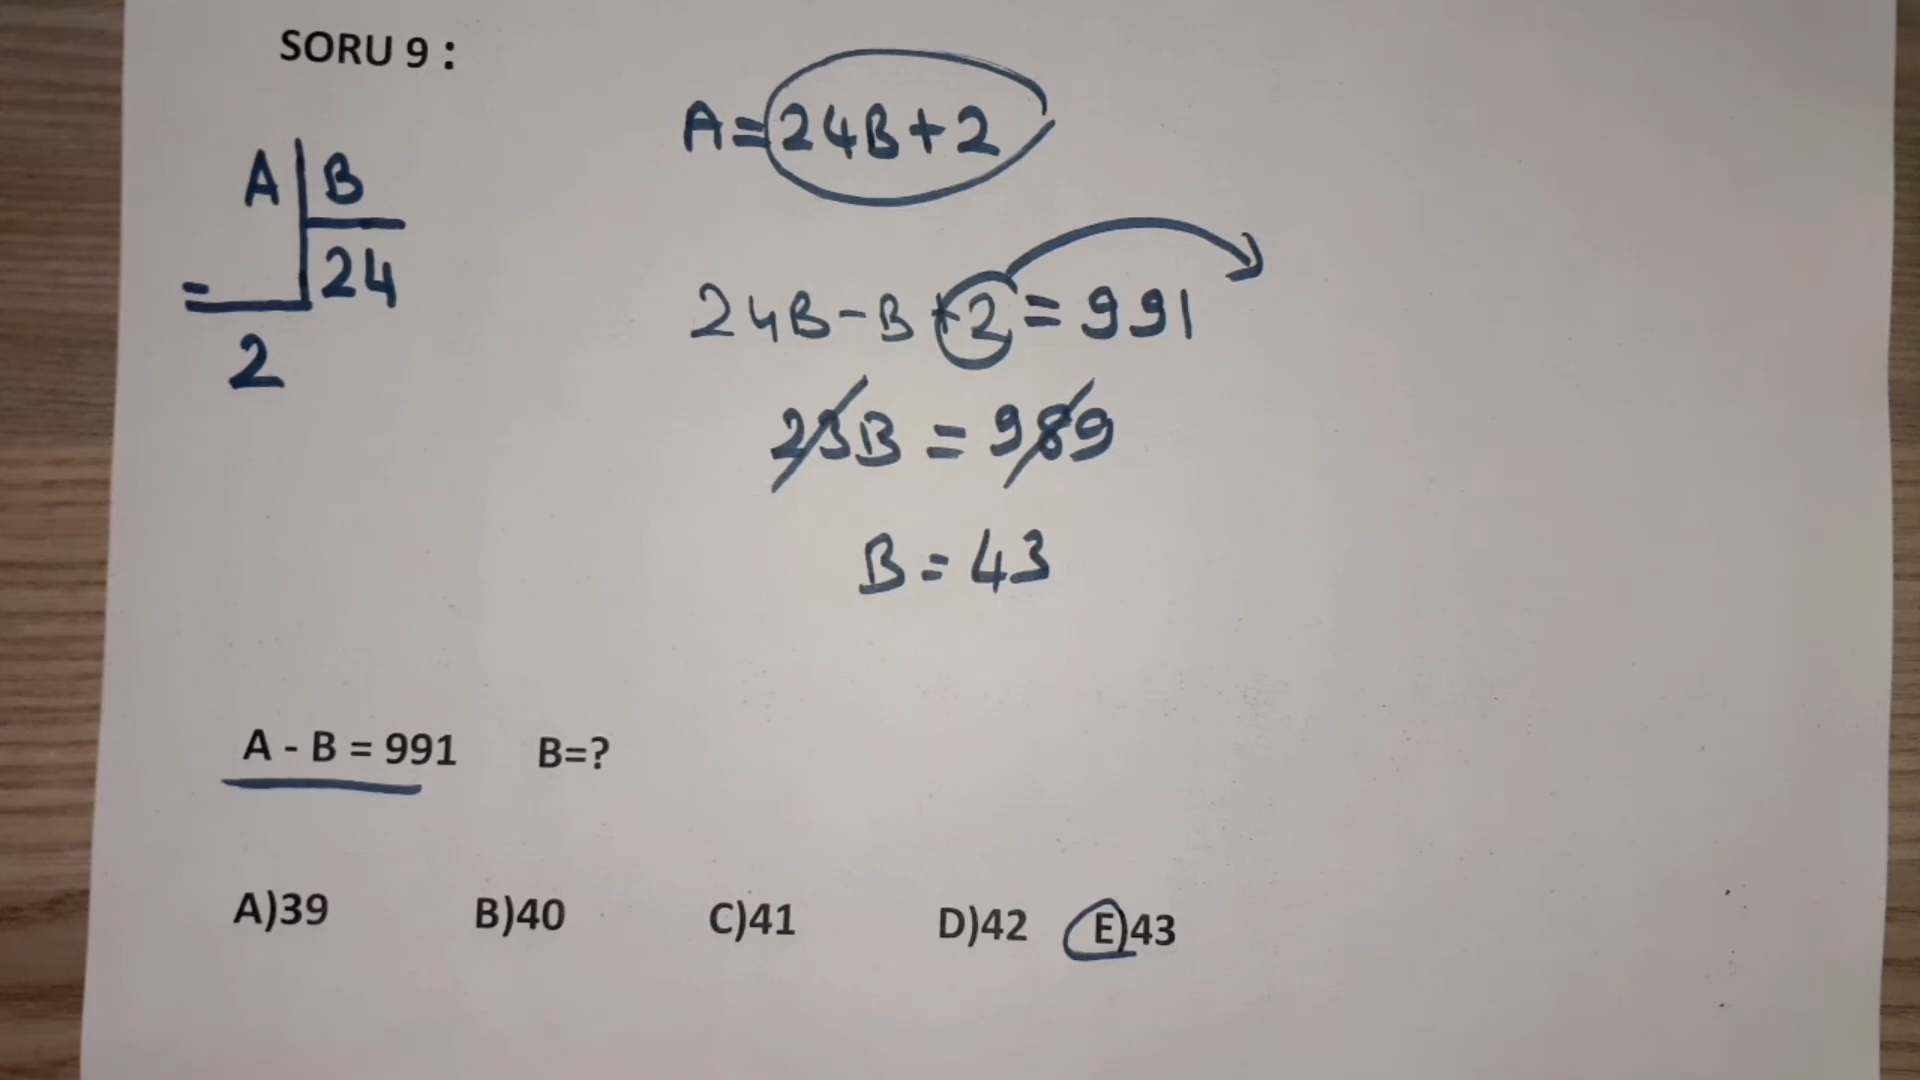 SORU 9 :
A B
24
2
A=24B+2
24B-B+2=991
23B=989
B=43
A - B = 991 B=?
A)39 B)40 C)41 D)42 E)43